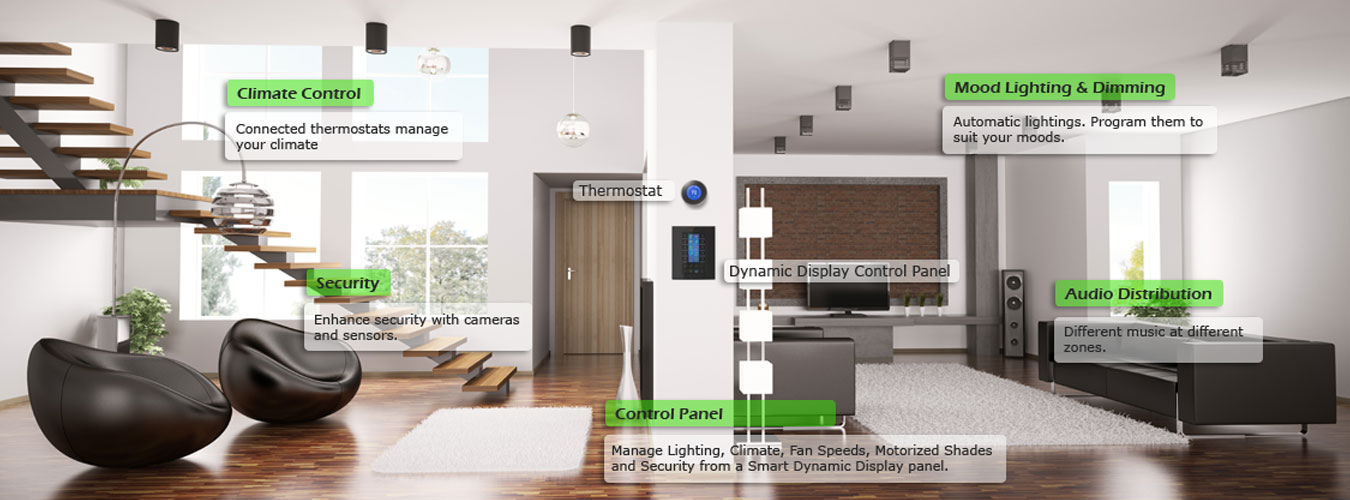 Climate Control
Connected thermostats manage
your climate
Mood Lighting & Dimming
Automatic lightings. Program them to
suit your moods.
Thermostat
Dynamic Display Control Panel
Security
Enhance security with cameras
and sensors.
Audio Distribution
Different music at different
zones.
Control Panel
Manage Lighting, Climate, Fan Speeds, Motorized Shades
and Security from a Smart Dynamic Display panel.